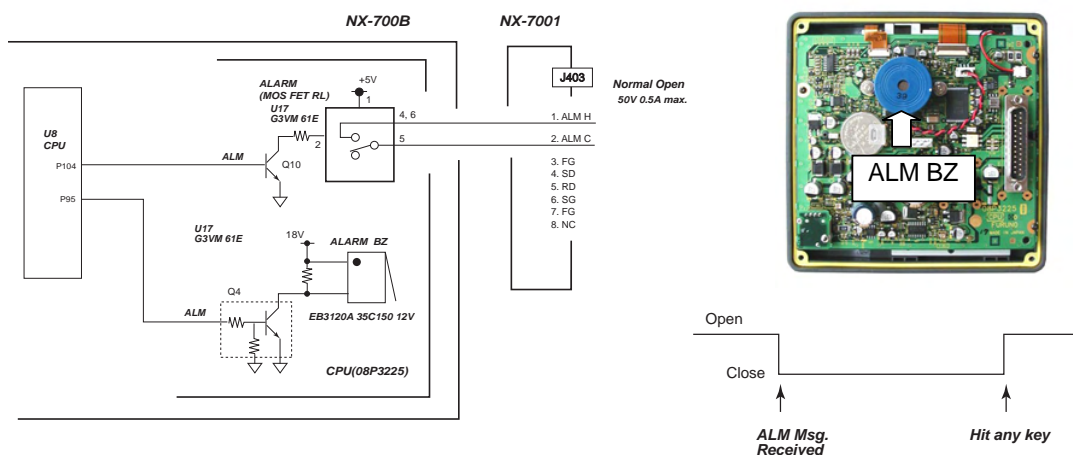 NX-700B
NX-7001
ALARM
(MOS FET RL)
U17
G3VM 61E
+5V
1
2
4, 6
5
J403
Normal Open
50V 0.5A max.
1. ALM H
2. ALM C
3. FG
4. SD
5. RD
6. SG
7. FG
8. NC
U8
CPU
P104
P95
ALM
Q10
U17
G3VM 61E
18V
ALARM BZ
Q4
ALM
EB3120A 35C150 12V
CPU(08P3225)
39
ALM BZ
FURUNO
Open
Close
ALM Msg.
Received
Hit any key